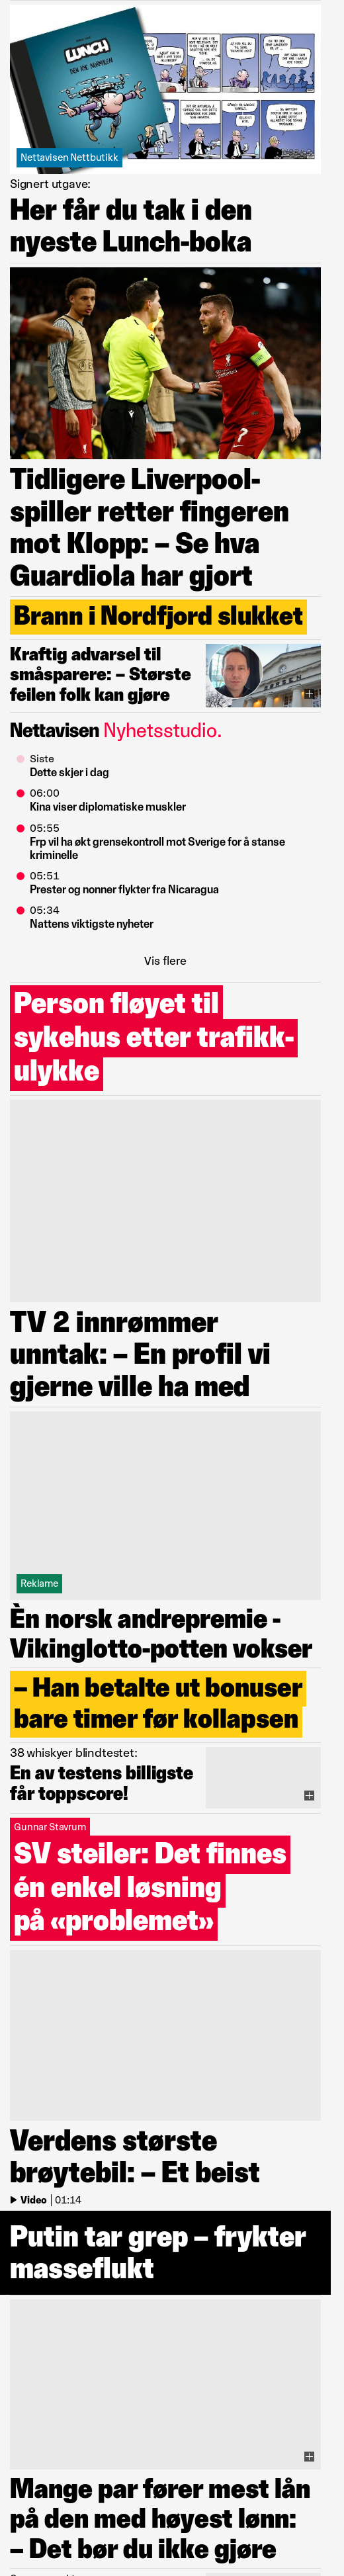 LUNCH
DEN NYE NORMALEN
Nettavisen Nettbutikk
Signert utgave:
Her får du tak i den
nyeste Lunch-boka
7
Tidligere Liverpool-
spiller retter fingeren
mot Klopp: – Se hva
Guardiola har gjort
Brann i Nordfjord slukket
Kraftig advarsel til
småsparere: – Største
feilen folk kan gjøre
Nettavisen Nyhetsstudio.
Siste
Dette skjer i dag
06:00
Kina viser diplomatiske muskler
05:55
Frp vil ha økt grensekontroll mot Sverige for å stanse
kriminelle
05:51
Prester og nonner flykter fra Nicaragua
05:34
Nattens viktigste nyheter
Vis flere
Person fløyet til
sykehus etter trafikk-
ulykke
TV 2 innrømmer
unntak: – En profil vi
gjerne ville ha med
Reklame
Èn norsk andrepremie -
Vikinglotto-potten vokser
– Han betalte ut bonuser
bare timer før kollapsen
38 whiskyer blindtestet:
En av testens billigste
får toppscore!
Gunnar Stavrum
SV steiler: Det finnes
én enkel løsning
på «problemet»
Verdens største
brøytebil: – Et beist
Video | 01:14
Putin tar grep – frykter
masseflukt
Mange par fører mest lån
på den med høyest lønn:
– Det bør du ikke gjøre